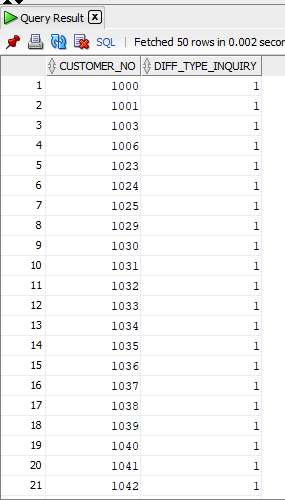 Query Result x
SQL | Fetched 50 rows in 0.002 secor
CUSTOMER_NO DIFF_TYPE_INQUIRY
1 1000 1
2 1001 1
3 1003 1
4 1006 1
5 1023 1
6 1024 1
7 1025 1
8 1029 1
9 1030 1
10 1031 1
11 1032 1
12 1033 1
13 1034 1
14 1035 1
15 1036 1
16 1037 1
17 1038 1
18 1039 1
19 1040 1
20 1041 1
21 1042 1